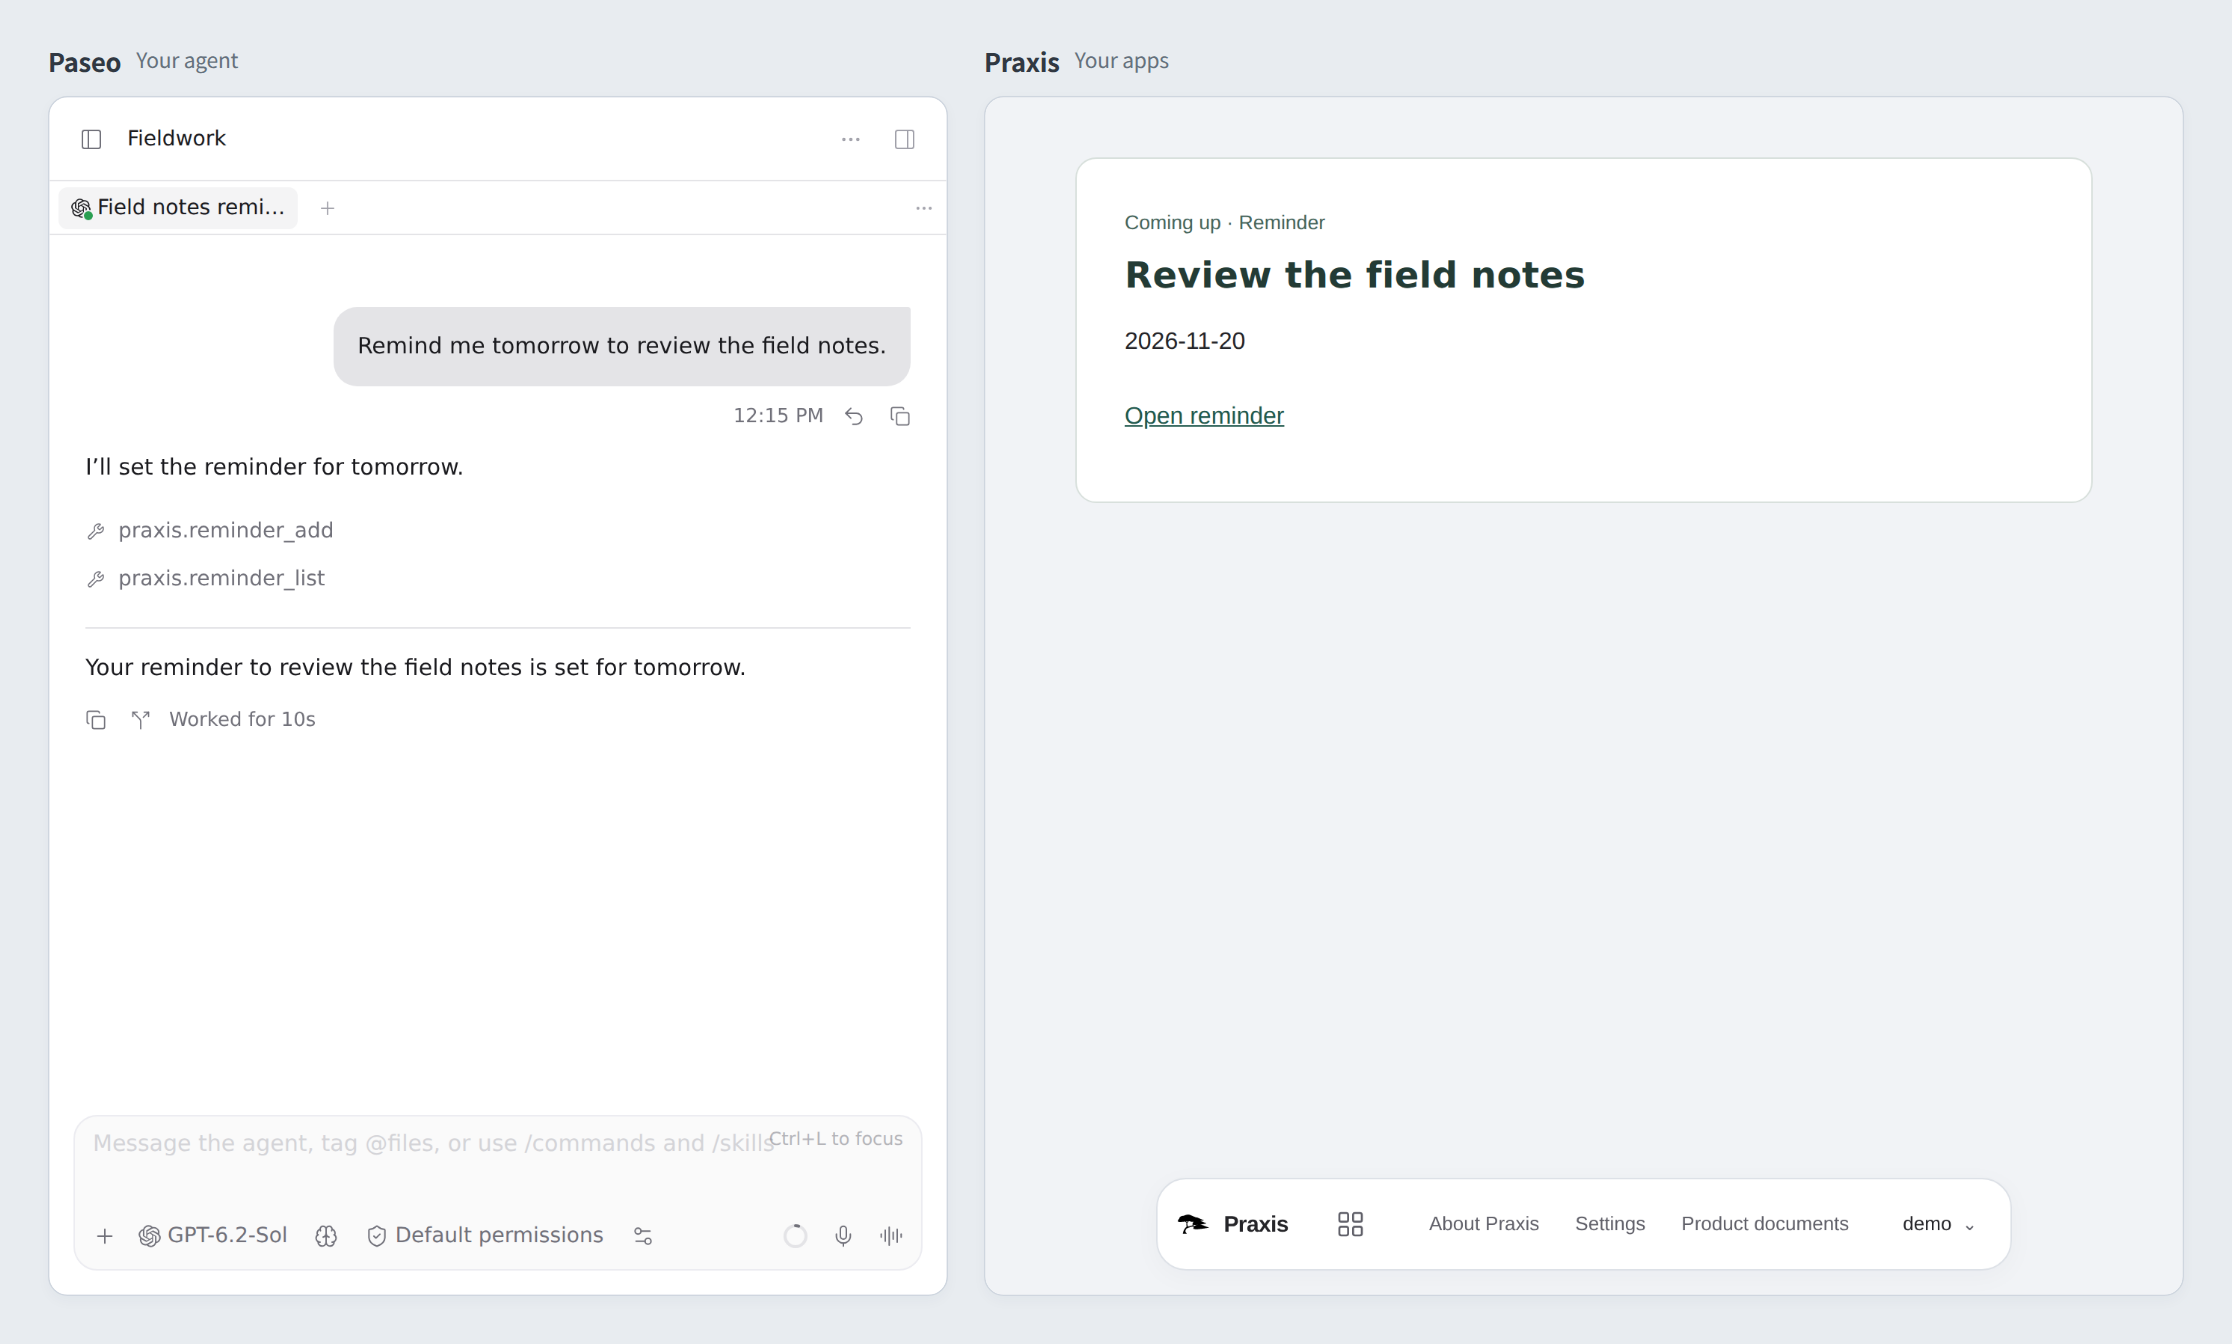 Paseo Your agent
Fieldwork
Field notes remi...
Remind me tomorrow to review the field notes.
12:15 PM
I’ll set the reminder for tomorrow.
praxis.reminder_add
praxis.reminder_list
Your reminder to review the field notes is set for tomorrow.
Worked for 10s
Message the agent, tag @files, or use /commands and /skills
Ctrl+L to focus
GPT-6.2-Sol Default permissions
Praxis Your apps
Coming up · Reminder
Review the field notes
2026-11-20
Open reminder
Praxis About Praxis Settings Product documents demo